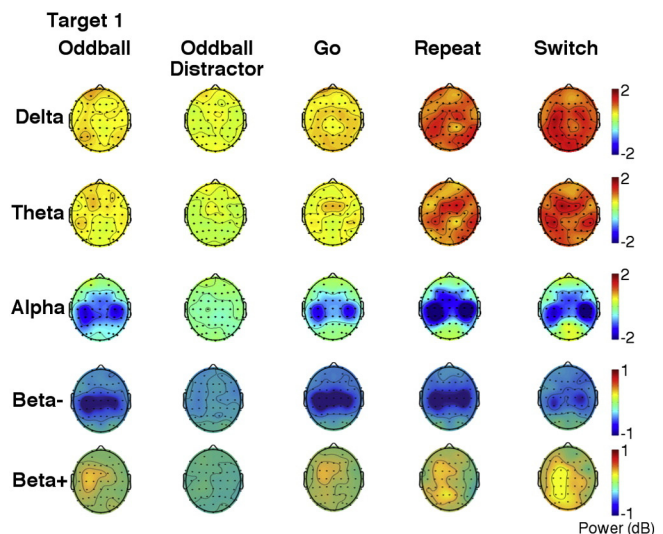 Target 1
Oddball Oddball Distractor Go Repeat Switch
Delta 2 -2
Theta 2 -2
Alpha 2 -2
Beta- 1 -1
Beta+ 1 -1
Power (dB)